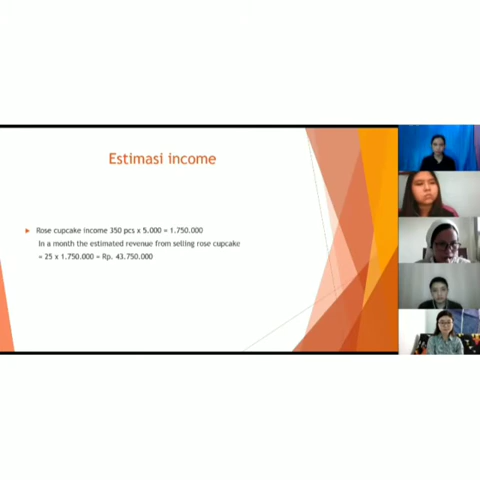 Estimasi income
Rose cupcake income 350 pcs x 5.000 = 1.750.000
In a month the estimated revenue from selling rose cupcake
= 25 x 1.750.000 = Rp. 43.750.000